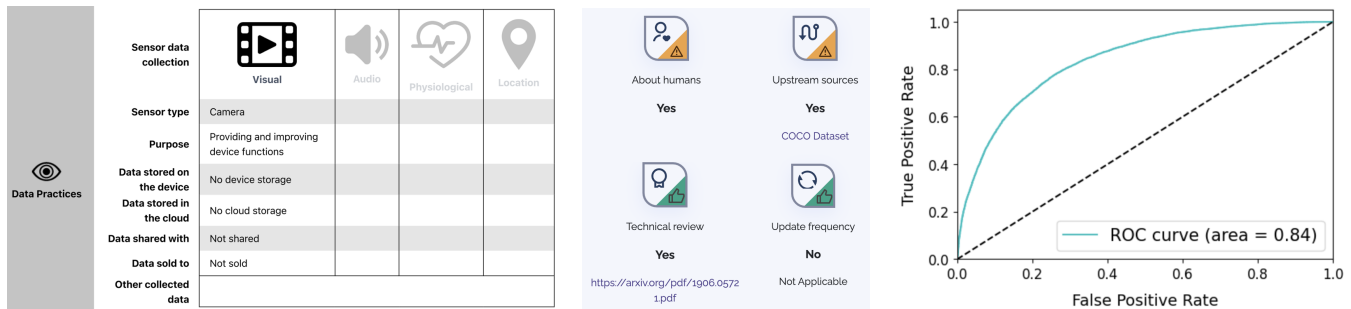 Data Practices
Sensor data
collection
Visual
Audio
Physiological
Location
Sensor type
Camera
Purpose
Providing and improving
device functions
Data stored on
the device
No device storage
Data stored in
the cloud
No cloud storage
Data shared with
Not shared
Data sold to
Not sold
Other collected
data
About humans
Upstream sources
Yes
Yes
COCO Dataset
Technical review
Update frequency
Yes
No
https://arxiv.org/pdf/1906.0572
1.pdf
Not Applicable
True Positive Rate
1.0
0.8
0.6
0.4
0.2
0.0
ROC curve (area = 0.84)
0.0
0.2
0.4
0.6
0.8
1.0
False Positive Rate